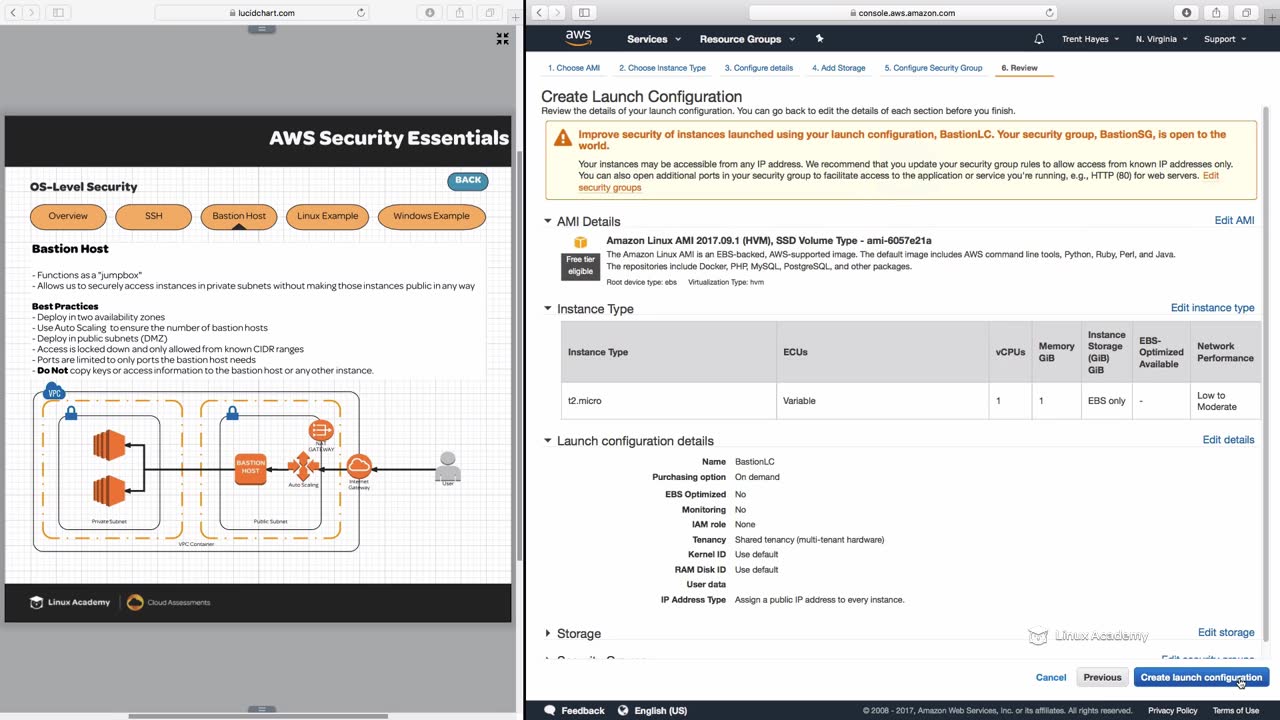 lucidchart.com
AWS Security Essentials
OS-Level Security
BACK
Overview
SSH
Bastion Host
Linux Example
Windows Example
Bastion Host
- Functions as a "jumpbox"
- Allows us to securely access instances in private subnets without making those instances public in any way
Best Practices
- Deploy in two availability zones
- Use Auto Scaling to ensure the number of bastion hosts
- Deploy in public subnets (DMZ)
- Access is locked down and only allowed from known CIDR ranges
- Ports are limited to only ports the bastion host needs
- Do Not copy keys or access information to the bastion host or any other instance.
VPC
NAT
GATEWAY
BASTION
HOST
Auto Scaling
Internet
Gateway
User
Private Subnet
Public Subnet
VPC Container
Linux Academy
Cloud Assessments
console.aws.amazon.com
aws
Services
Resource Groups
Trent Hayes
N. Virginia
Support
1. Choose AMI
2. Choose Instance Type
3. Configure details
4. Add Storage
5. Configure Security Group
6. Review
Create Launch Configuration
Review the details of your launch configuration. You can go back to edit the details of each section before you finish.
Improve security of instances launched using your launch configuration, BastionLC. Your security group, BastionSG, is open to the
world.
Your instances may be accessible from any IP address. We recommend that you update your security group rules to allow access from known IP addresses only.
You can also open additional ports in your security group to facilitate access to the application or service you're running, e.g., HTTP (80) for web servers. Edit
security groups
AMI Details
Edit AMI
Free tier
eligible
Amazon Linux AMI 2017.09.1 (HVM), SSD Volume Type - ami-6057e21a
The Amazon Linux AMI is an EBS-backed, AWS-supported image. The default image includes AWS command line tools, Python, Ruby, Perl, and Java.
The repositories include Docker, PHP, MySQL, PostgreSQL, and other packages.
Root device type: ebs Virtualization Type: hvm
Instance Type
Edit instance type
Instance Type
ECUs
vCPUs
Memory
GiB
Instance
Storage
(GiB)
GiB
EBS-
Optimized
Available
Network
Performance
t2.micro
Variable
1
1
EBS only
-
Low to
Moderate
Launch configuration details
Edit details
Name BastionLC
Purchasing option On demand
EBS Optimized No
Monitoring No
IAM role None
Tenancy Shared tenancy (multi-tenant hardware)
Kernel ID Use default
RAM Disk ID Use default
User data
IP Address Type Assign a public IP address to every instance.
Storage
Linux Academy
Edit storage
Security Groups
Edit security groups
Cancel
Previous
Create launch configuration
Feedback
English (US)
© 2008 - 2017, Amazon Web Services, Inc. or its affiliates. All rights reserved.
Privacy Policy
Terms of Use